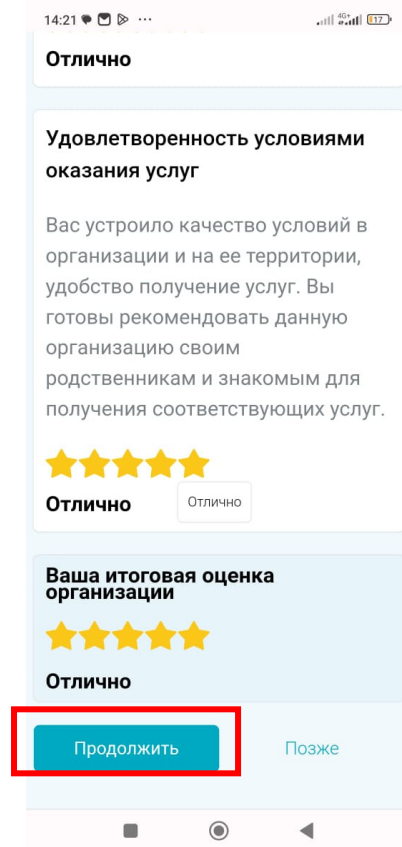 14:21 ··· 4G+ 17
Отлично
Удовлетворенность условиями
оказания услуг
Вас устроило качество условий в
организации и на ее территории,
удобство получение услуг. Вы
готовы рекомендовать данную
организацию своим
родственникам и знакомым для
получения соответствующих услуг.
Отлично Отлично
Ваша итоговая оценка
организации
Отлично
Продолжить Позже